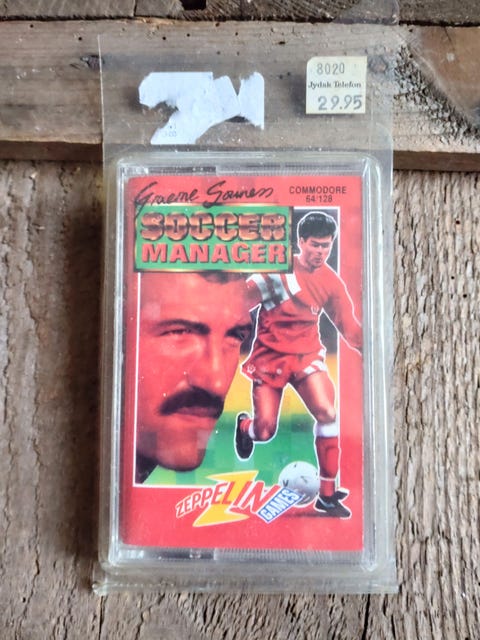 8020
Jydsk Telefon
29.95
Graeme Souness
COMMODORE
64/128
SOCCER
MANAGER
ZEPPELIN
GAMES